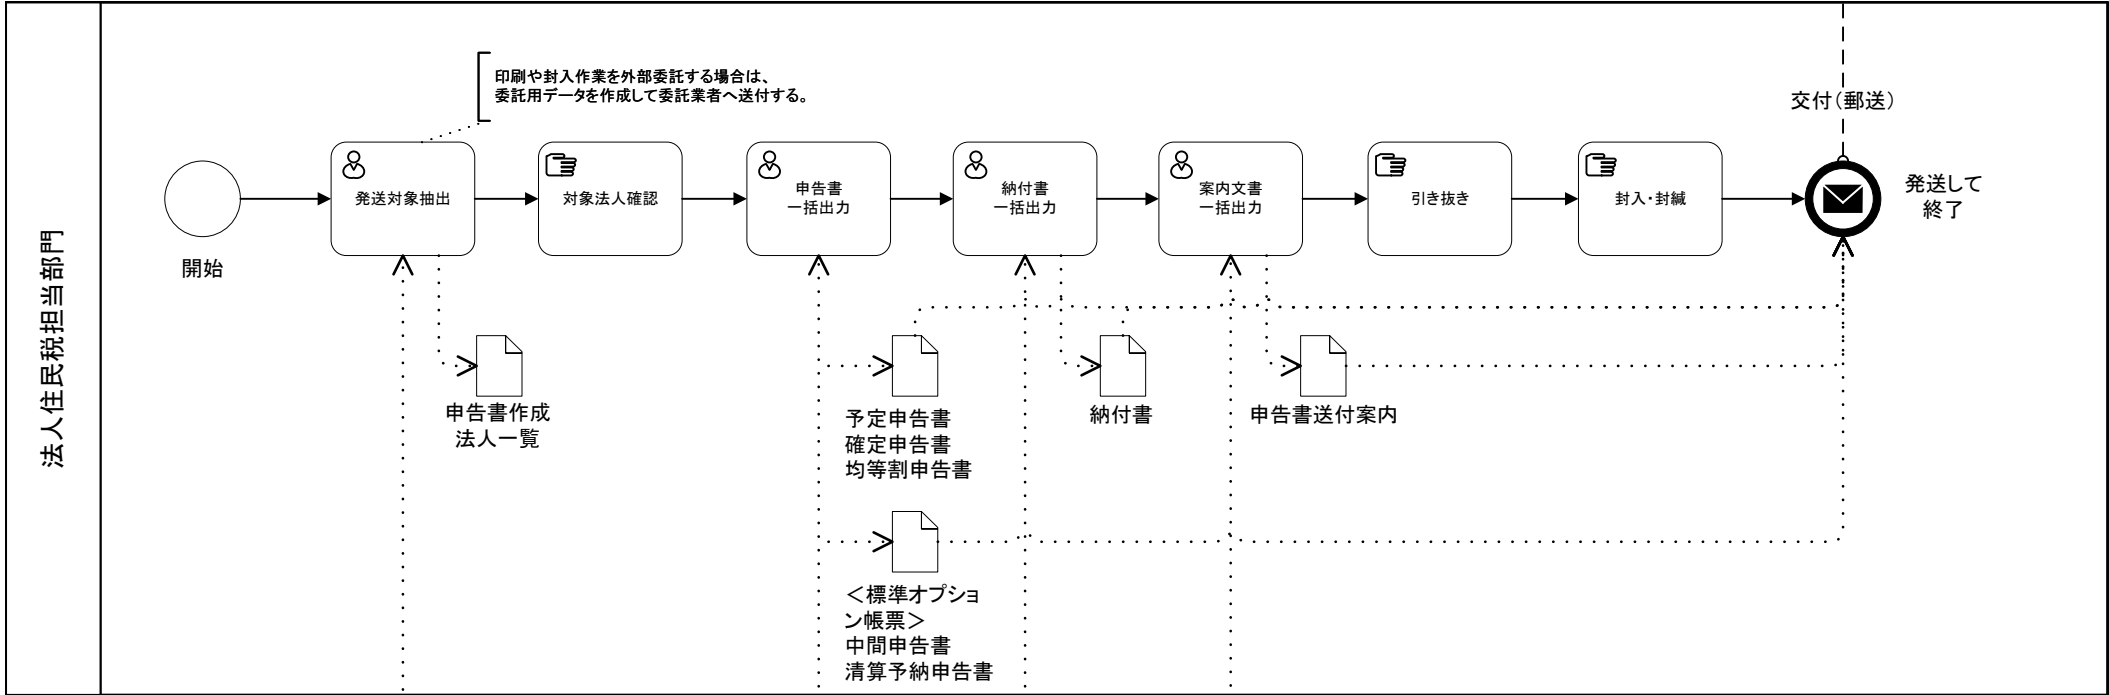 法人住民税担当部門
印刷や封入作業を外部委託する場合は、
委託用データを作成して委託業者へ送付する。
交付(郵送)
開始
発送対象抽出
対象法人確認
申告書
一括出力
納付書
一括出力
案内文書
一括出力
引き抜き
封入・封緘
発送して
終了
申告書作成
法人一覧
予定申告書
確定申告書
均等割申告書
納付書
申告書送付案内
<標準オプショ
ン帳票>
中間申告書
清算予納申告書